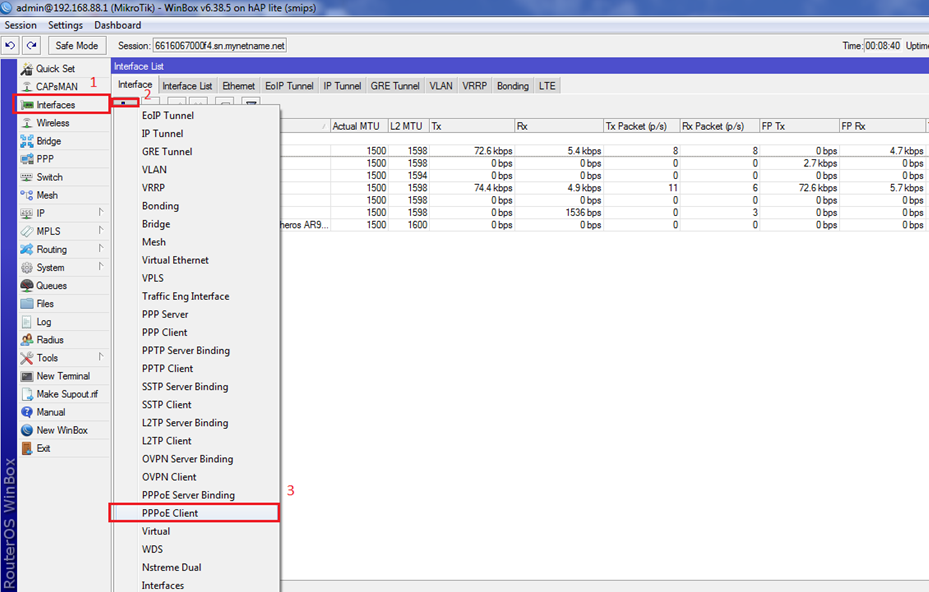 admin@192.168.88.1 (MikroTik) - WinBox v6.38.5 on hAP lite (smips)
Session Settings Dashboard
Safe Mode Session: 6616067000f4.sn.mynetname.net Time: 00:08:40 Uptime
Quick Set
CAPsMAN
Interfaces
Wireless
Bridge
PPP
Switch
Mesh
IP
MPLS
Routing
System
Queues
Files
Log
Radius
Tools
New Terminal
Make Supout.rif
Manual
New WinBox
Exit
RouterOS WinBox
1
2
3
Interface List
Interface Interface List Ethernet EoIP Tunnel IP Tunnel GRE Tunnel VLAN VRRP Bonding LTE
EoIP Tunnel
IP Tunnel
GRE Tunnel
VLAN
VRRP
Bonding
Bridge
Mesh
Virtual Ethernet
VPLS
Traffic Eng Interface
PPP Server
PPP Client
PPTP Server Binding
PPTP Client
SSTP Server Binding
SSTP Client
L2TP Server Binding
L2TP Client
OVPN Server Binding
OVPN Client
PPPoE Server Binding
PPPoE Client
Virtual
WDS
Nstreme Dual
Interfaces
Actual MTU L2 MTU Tx Rx Tx Packet (p/s) Rx Packet (p/s) FP Tx FP Rx
1500 1598 72.6 kbps 5.4 kbps 8 8 0 bps 4.7 kbps
1500 1598 0 bps 0 bps 0 0 2.7 kbps 0 bps
1500 1594 0 bps 0 bps 0 0 0 bps 0 bps
1500 1598 74.4 kbps 4.9 kbps 11 6 72.6 kbps 5.7 kbps
1500 1598 0 bps 0 bps 0 0 0 bps 0 bps
1500 1598 0 bps 1536 bps 0 3 0 bps 0 bps
heros AR9... 1500 1600 0 bps 0 bps 0 0 0 bps 0 bps